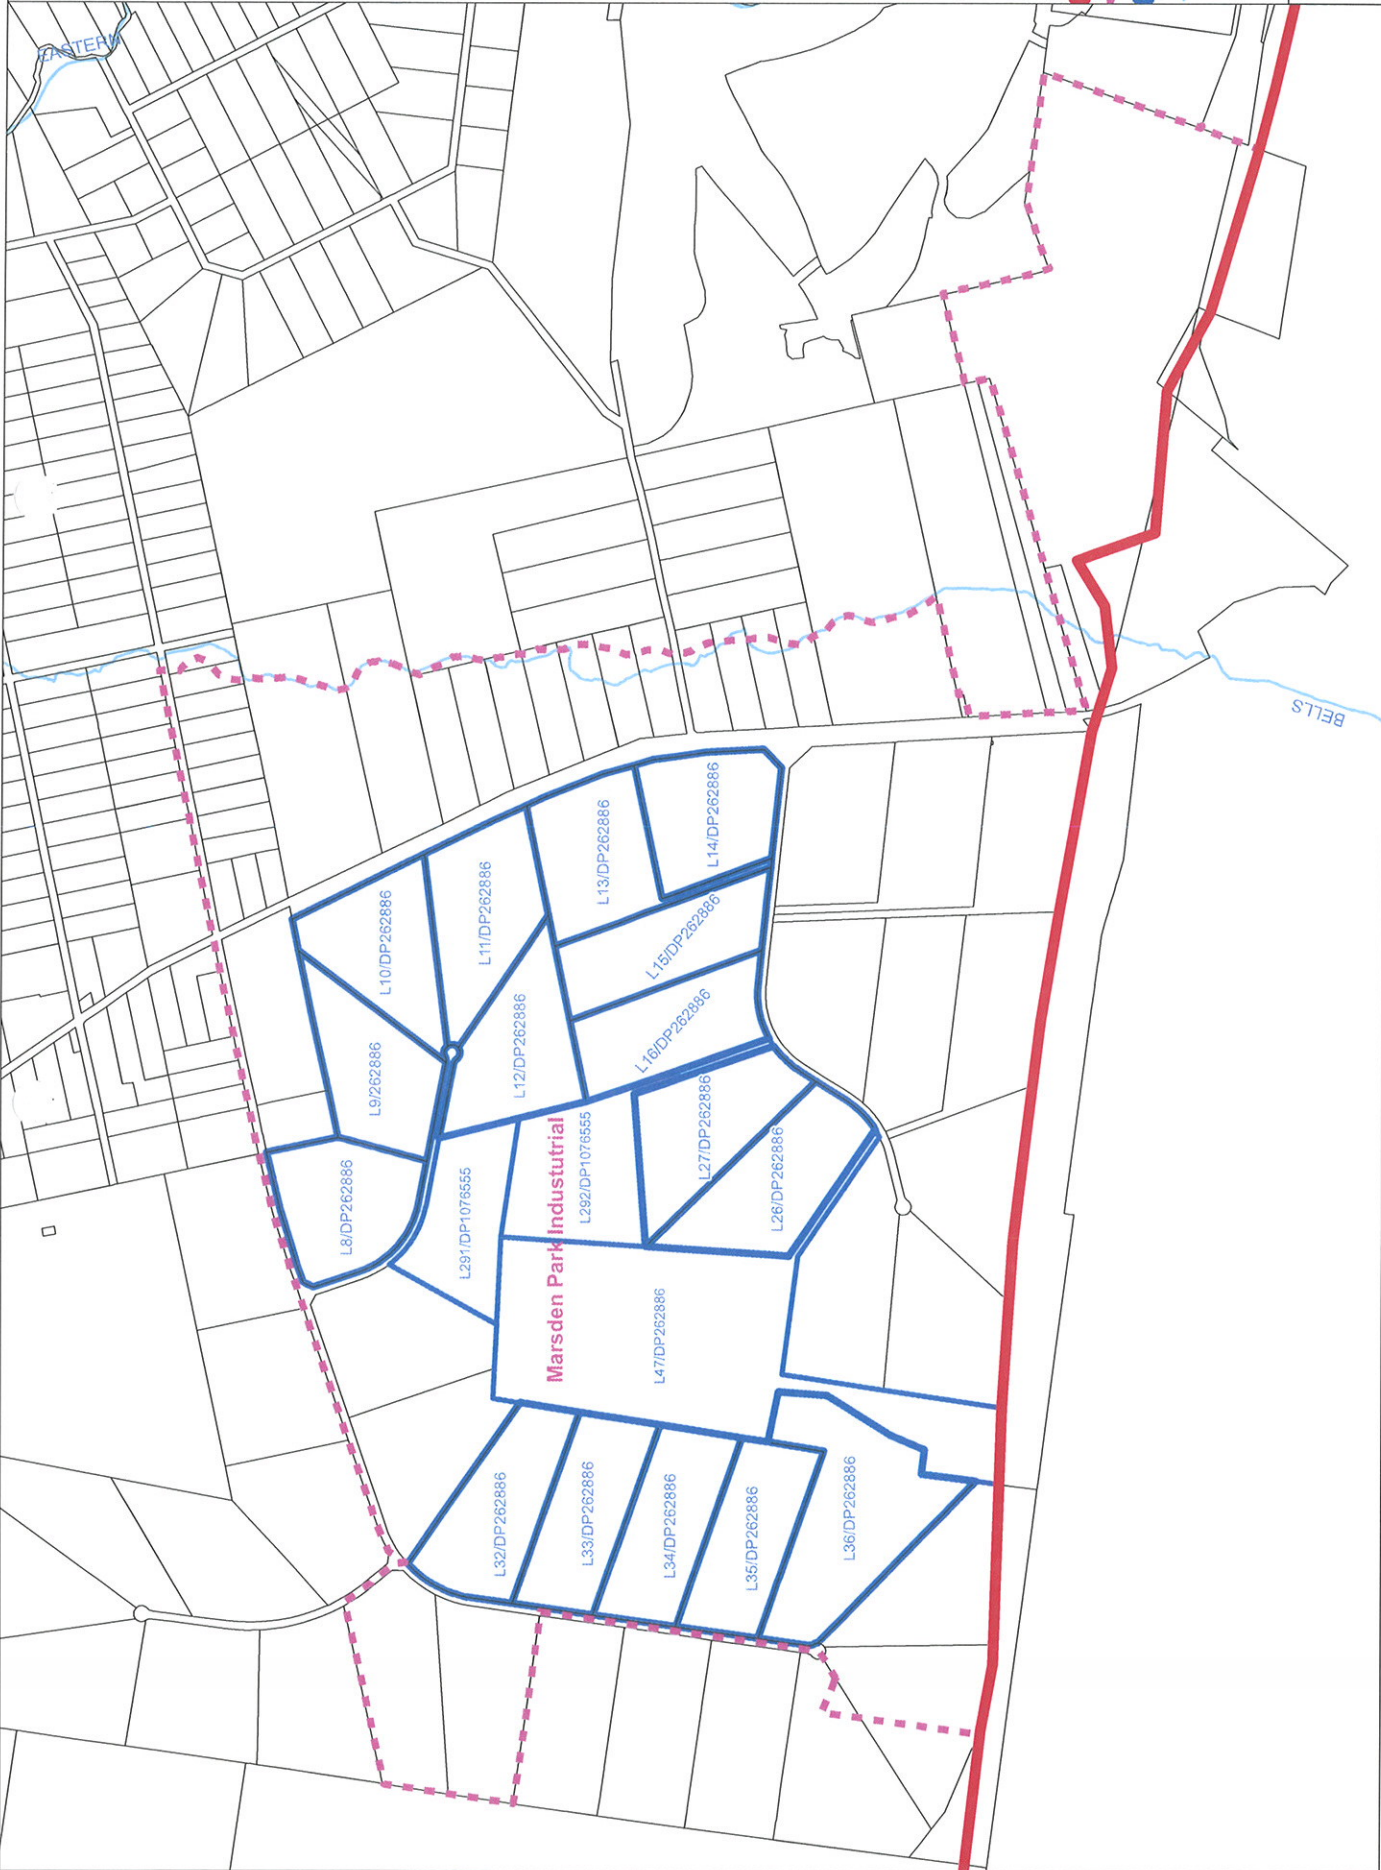 EASTERN
BELLS
L14/DP262886
L13/DP262886
L11/DP262886
L10/DP262886
L15/DP262886
L16/DP262886
L12/DP262886
L9/262886
L27/DP262886
L26/DP262886
L292/DP1076555
Marsden Park Industutrial
L291/DP1076555
L8/DP262886
L47/DP262886
L32/DP262886
L33/DP262886
L34/DP262886
L35/DP262886
L36/DP262886